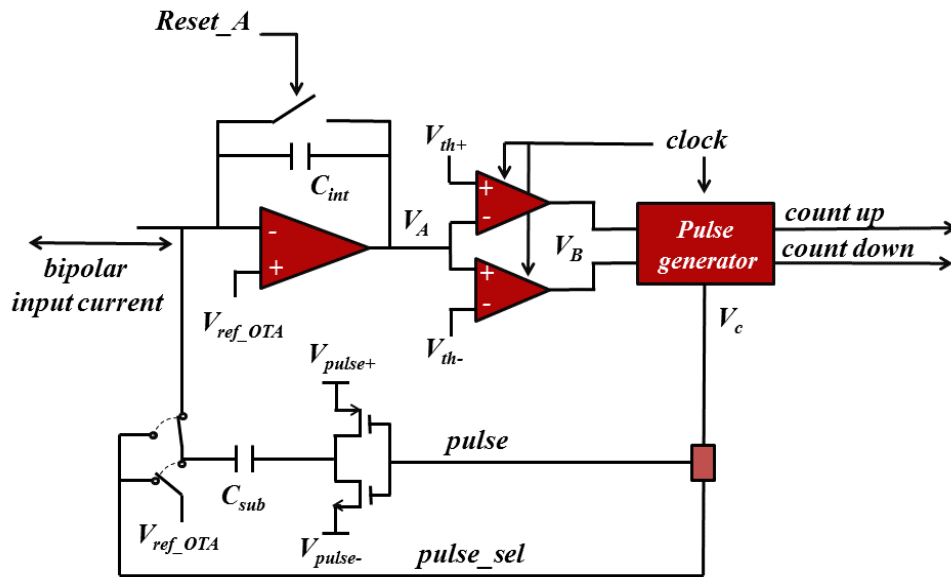 Reset_A
C_int
V_th+
clock
+
-
V_A
-
+
V_B
Pulse
generator
count up
count down
bipolar
input current
V_ref_OTA
+
-
V_th-
V_c
V_pulse+
pulse
C_sub
V_ref_OTA
V_pulse-
pulse_sel